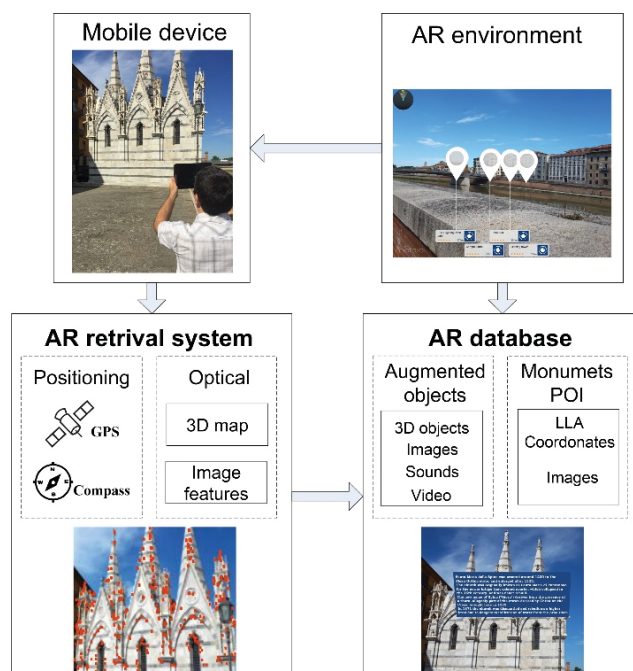 Mobile device
AR environment
AR retrival system
Positioning
GPS
Compass
Optical
3D map
Image
features
AR database
Augmented
objects
3D objects
Images
Sounds
Video
Monumets
POI
LLA
Coordonates
Images